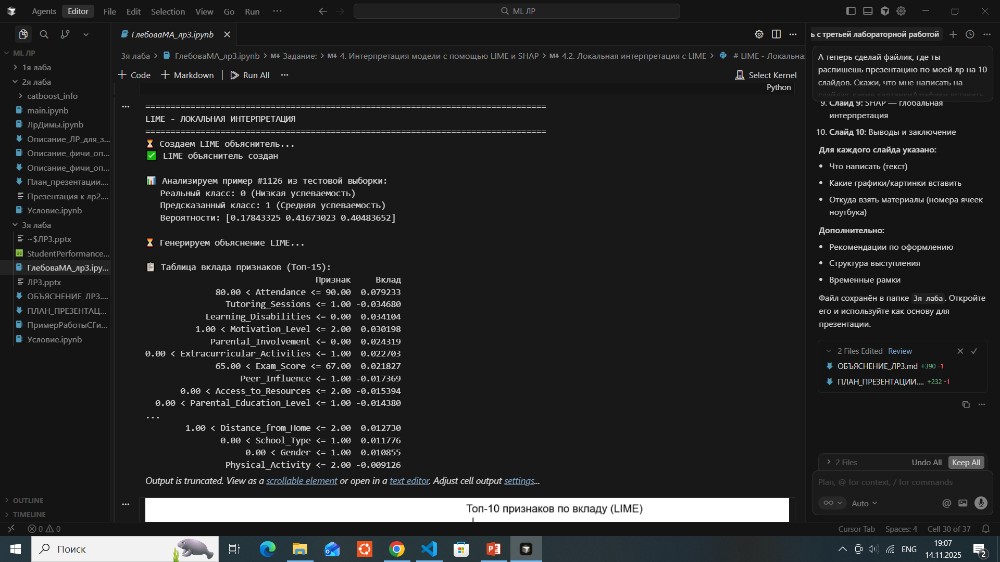 Agents Editor File Edit Selection View Go Run ··· ML ЛР
ML ЛР
1я лаба
2я лаба
catboost_info
main.ipynb
ЛрДимы.ipynb
Описание_ЛР_для_з...
Описание_фичи_оп...
Описание_фичи_оп...
План_презентации....
Презентация к лр2....
Условие.ipynb
3я лаба
~$ЛР3.pptx
StudentPerformance...
ГлебоваМА_лр3.ipy...
ЛР3.pptx
ОБЪЯСНЕНИЕ_ЛР3....
ПЛАН_ПРЕЗЕНТАЦ...
ПримерРаботыСГи...
Условие.ipynb
OUTLINE
TIMELINE
ГлебоваМА_лр3.ipynb
3я лаба > ГлебоваМА_лр3.ipynb > M↓ Задание: > M↓ 4. Интерпретация модели с помощью LIME и SHAP > M↓ 4.2. Локальная интерпретация с LIME > # LIME - Локальна
+ Code + Markdown Run All ··· Select Kernel
Python
=================================================================================
LIME - ЛОКАЛЬНАЯ ИНТЕРПРЕТАЦИЯ
=================================================================================
⏳ Создаем LIME объяснитель...
✅ LIME объяснитель создан
📊 Анализируем пример #1126 из тестовой выборки:
Реальный класс: 0 (Низкая успеваемость)
Предсказанный класс: 1 (Средняя успеваемость)
Вероятности: [0.17843325 0.41673023 0.40483652]
⏳ Генерируем объяснение LIME...
📋 Таблица вклада признаков (Топ-15):
Признак Вклад
80.00 < Attendance <= 90.00 0.079233
Tutoring_Sessions <= 1.00 -0.034680
Learning_Disabilities <= 0.00 0.034104
1.00 < Motivation_Level <= 2.00 0.030198
Parental_Involvement <= 0.00 0.024319
0.00 < Extracurricular_Activities <= 1.00 0.022703
65.00 < Exam_Score <= 67.00 0.021827
Peer_Influence <= 1.00 -0.017369
0.00 < Access_to_Resources <= 2.00 -0.015394
0.00 < Parental_Education_Level <= 1.00 -0.014380
...
1.00 < Distance_from_Home <= 2.00 0.012730
0.00 < School_Type <= 1.00 0.011776
0.00 < Gender <= 1.00 0.010855
Physical_Activity <= 2.00 -0.009126
Output is truncated. View as a scrollable element or open in a text editor. Adjust cell output settings...
Топ-10 признаков по вкладу (LIME)
ь с третьей лабораторной работой
А теперь сделай файлик, где ты
распишешь презентацию по моей лр на 10
слайдов. Скажи, что мне написать на
слайдах, какие картанки/графики вставить
9. Слайд 9: SHAP — глобальная
интерпретация
10. Слайд 10: Выводы и заключение
Для каждого слайда указано:
• Что написать (текст)
• Какие графики/картинки вставить
• Откуда взять материалы (номера ячеек
ноутбука)
Дополнительно:
• Рекомендации по оформлению
• Структура выступления
• Временные рамки
Файл сохранён в папке 3я лаба. Откройте
его и используйте как основу для
презентации.
2 Files Edited Review
ОБЪЯСНЕНИЕ_ЛР3.md +390 -1
ПЛАН_ПРЕЗЕНТАЦИИ.... +232 -1
2 Files Undo All Keep All
Plan, @ for context, / for commands
∞ Auto
0 0 Cursor Tab Spaces: 4 Cell 30 of 37
Поиск
ENG
19:07
14.11.2025
2